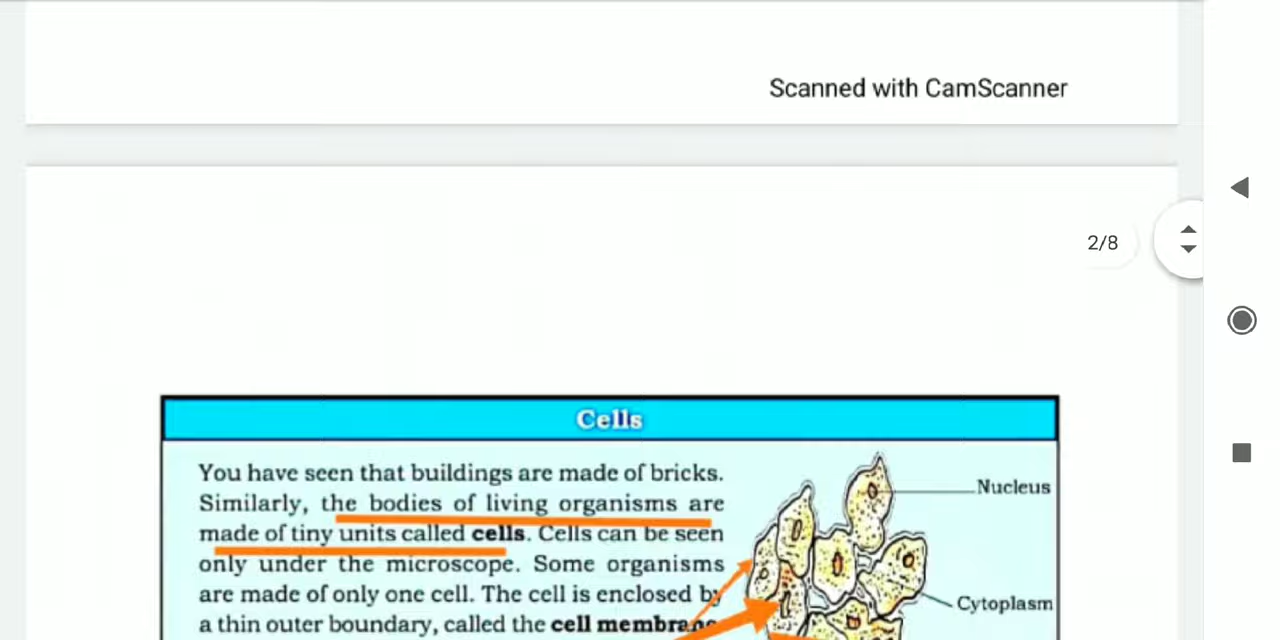 Scanned with CamScanner
2/8
Cells
You have seen that buildings are made of bricks.
Similarly, the bodies of living organisms are
made of tiny units called cells. Cells can be seen
only under the microscope. Some organisms
are made of only one cell. The cell is enclosed by
a thin outer boundary, called the cell membrane
Nucleus
Cytoplasm